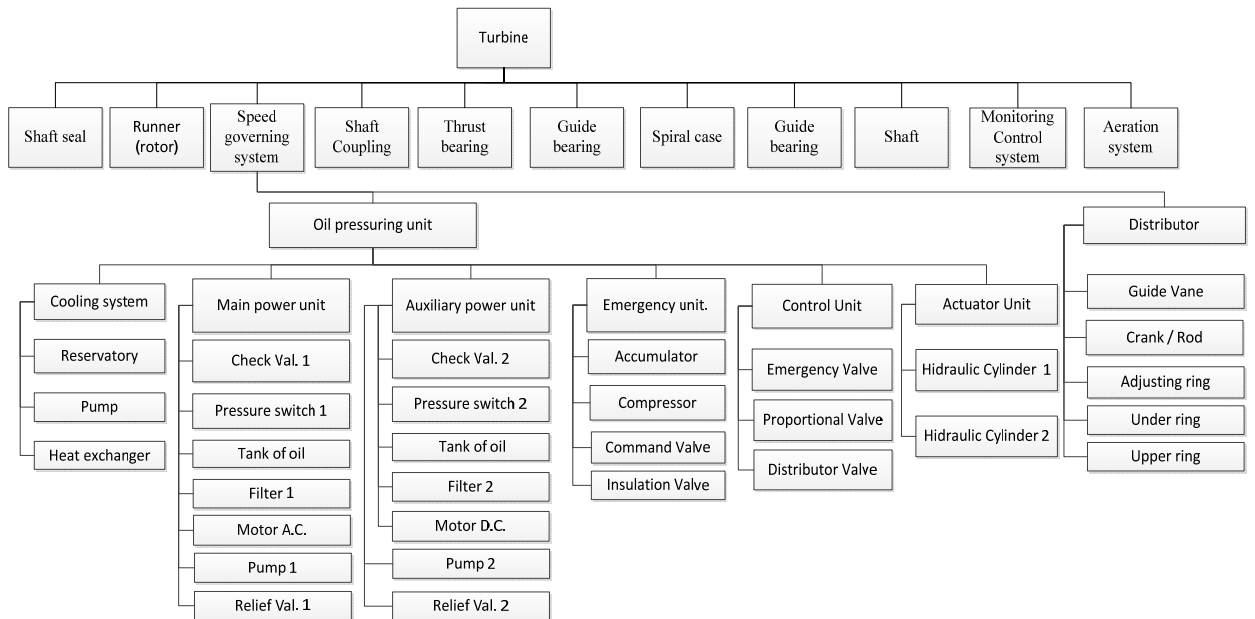 Turbine
Shaft seal
Runner
(rotor)
Speed
governing
system
Shaft
Coupling
Thrust
bearing
Guide
bearing
Spiral case
Guide
bearing
Shaft
Monitoring
Control
system
Aeration
system
Oil pressuring unit
Distributor
Cooling system
Reservatory
Pump
Heat exchanger
Main power unit
Check Val. 1
Pressure switch 1
Tank of oil
Filter 1
Motor A.C.
Pump 1
Relief Val. 1
Auxiliary power unit
Check Val. 2
Pressure switch 2
Tank of oil
Filter 2
Motor D.C.
Pump 2
Relief Val. 2
Emergency unit.
Accumulator
Compressor
Command Valve
Insulation Valve
Control Unit
Emergency Valve
Proportional Valve
Distributor Valve
Actuator Unit
Hidraulic Cylinder 1
Hidraulic Cylinder 2
Guide Vane
Crank / Rod
Adjusting ring
Under ring
Upper ring